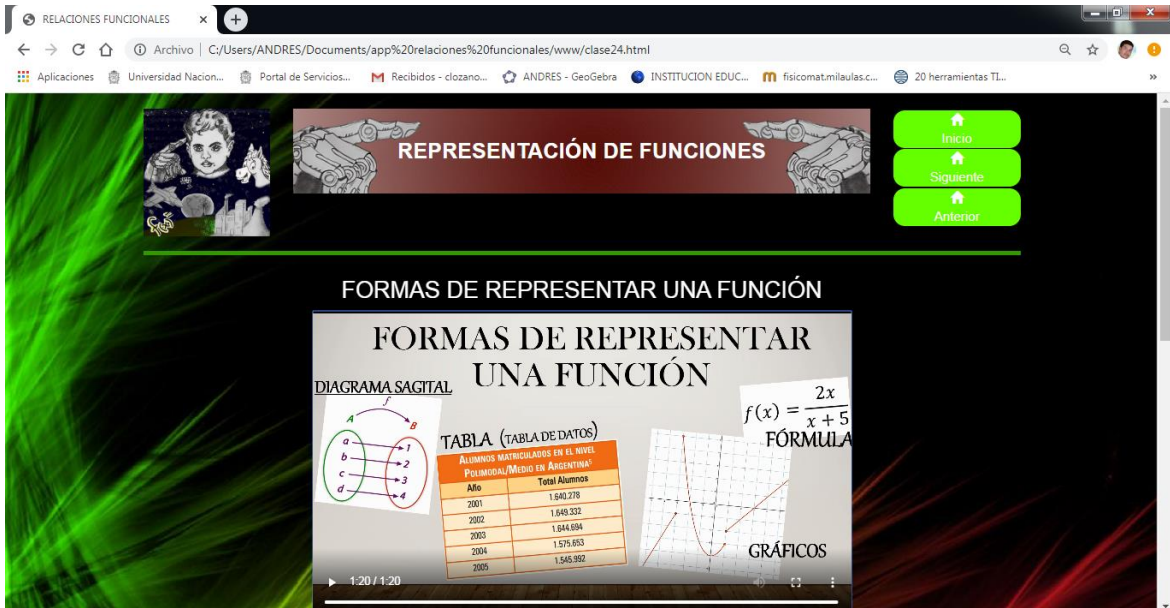 RELACIONES FUNCIONALES
Archivo | C:/Users/ANDRES/Documents/app%20relaciones%20funcionales/www/clase24.html
Aplicaciones Universidad Nacion... Portal de Servicios... Recibidos - clozano... ANDRES - GeoGebra INSTITUCION EDUC... fisicomat.milaulas.c... 20 herramientas TI... »
REPRESENTACIÓN DE FUNCIONES
Inicio
Siguiente
Anterior
FORMAS DE REPRESENTAR UNA FUNCIÓN
FORMAS DE REPRESENTAR
UNA FUNCIÓN
DIAGRAMA SAGITAL
f
A B
a 1
b 2
c 3
d 4
TABLA (TABLA DE DATOS)
ALUMNOS MATRICULADOS EN EL NIVEL
POLIMODAL/MEDIO EN ARGENTINA⁵
Año Total Alumnos
2001 1.640.278
2002 1.649.332
2003 1.644.694
2004 1.575.653
2005 1.545.992
f(x) = 2x / x + 5
FÓRMULA
GRÁFICOS
1:20 / 1:20